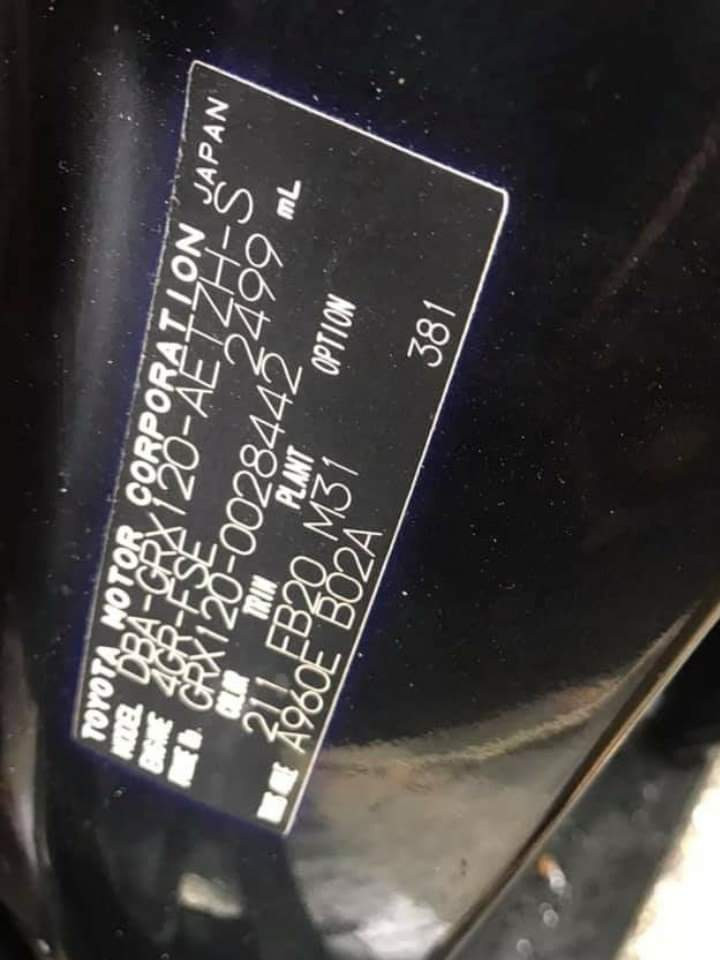 TOYOTA MOTOR CORPORATION JAPAN
MODEL DBA-GRX120-AETZH-S
ENGINE 4GR-FSE 2499 mL
FRAME No. GRX120-0028442
COLOR TRIM PLANT OPTION
211 FB20 M31
A960E B02A 381